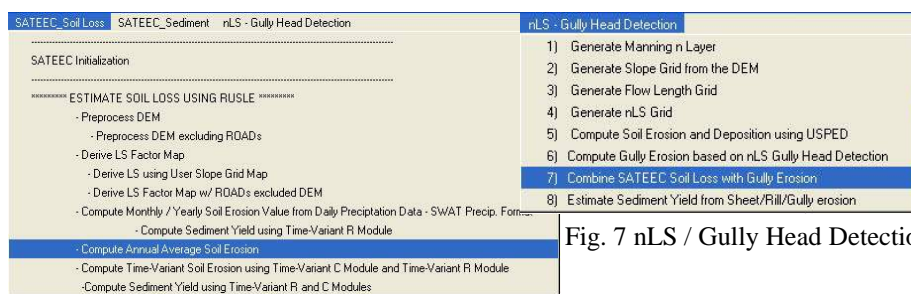 SATEEC_Soil Loss SATEEC_Sediment nLS - Gully Head Detection
SATEEC Initialization
********* ESTIMATE SOIL LOSS USING RUSLE *********
- Preprocess DEM
- Preprocess DEM excluding ROADs
- Derive LS Factor Map
- Derive LS using User Slope Grid Map
- Derive LS Factor Map w/ ROADs excluded DEM
- Compute Monthly / Yearly Soil Erosion Value from Daily Preciptation Data - SWAT Precip.
- Compute Sediment Yield using Time-Variant R Module
- Compute Annual Average Soil Erosion
- Compute Time-Variant Soil Erosion using Time-Variant C Module and Time-Variant R Module
-Compute Sediment Yield using Time-Variant R and C Modules
nLS - Gully Head Detection
1) Generate Manning n Layer
2) Generate Slope Grid from the DEM
3) Generate Flow Length Grid
4) Generate nLS Grid
5) Compute Soil Erosion and Deposition using USPED
6) Compute Gully Erosion based on nLS Gully Head Detection
7) Combine SATEEC Soil Loss with Gully Erosion
8) Estimate Sediment Yield from Sheet/Rill/Gully erosion
Fig. 7 nLS / Gully Head Detectio